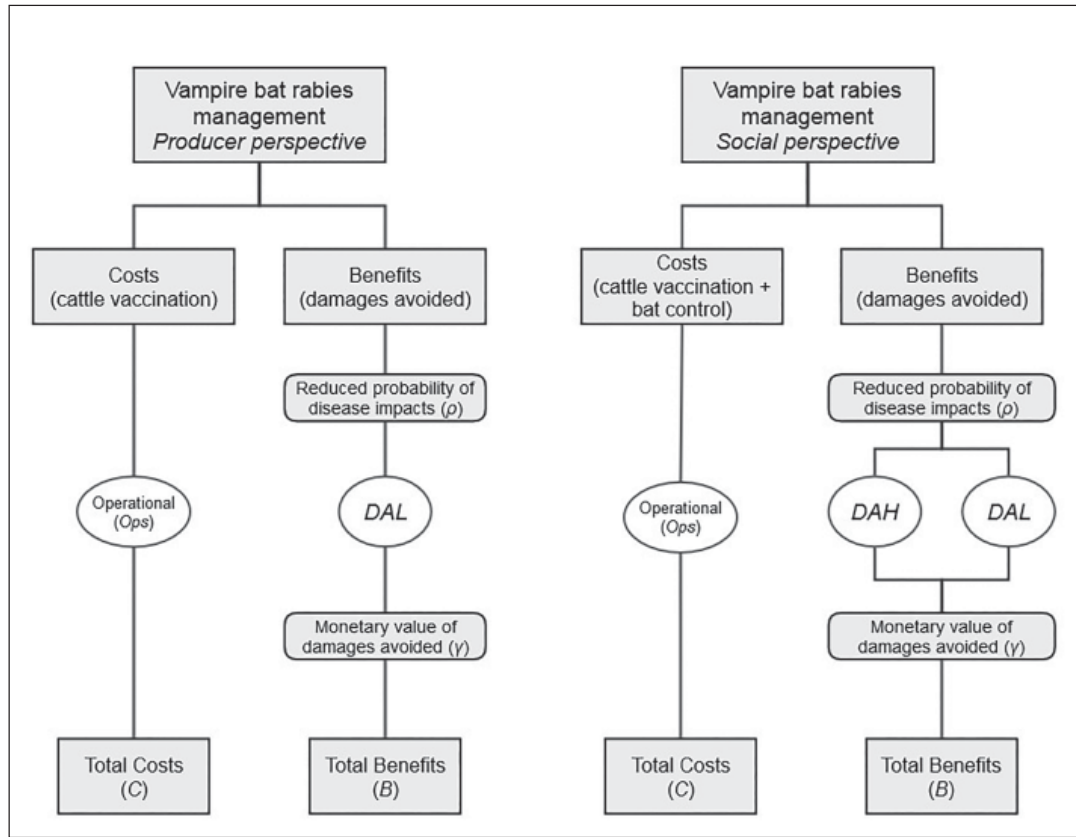 Vampire bat rabies
management
Producer perspective
Costs
(cattle vaccination)
Benefits
(damages avoided)
Reduced probability of
disease impacts (ρ)
Operational
(Ops)
DAL
Monetary value of
damages avoided (γ)
Total Costs
(C)
Total Benefits
(B)
Vampire bat rabies
management
Social perspective
Costs
(cattle vaccination +
bat control)
Benefits
(damages avoided)
Reduced probability of
disease impacts (ρ)
Operational
(Ops)
DAH
DAL
Monetary value of
damages avoided (γ)
Total Costs
(C)
Total Benefits
(B)